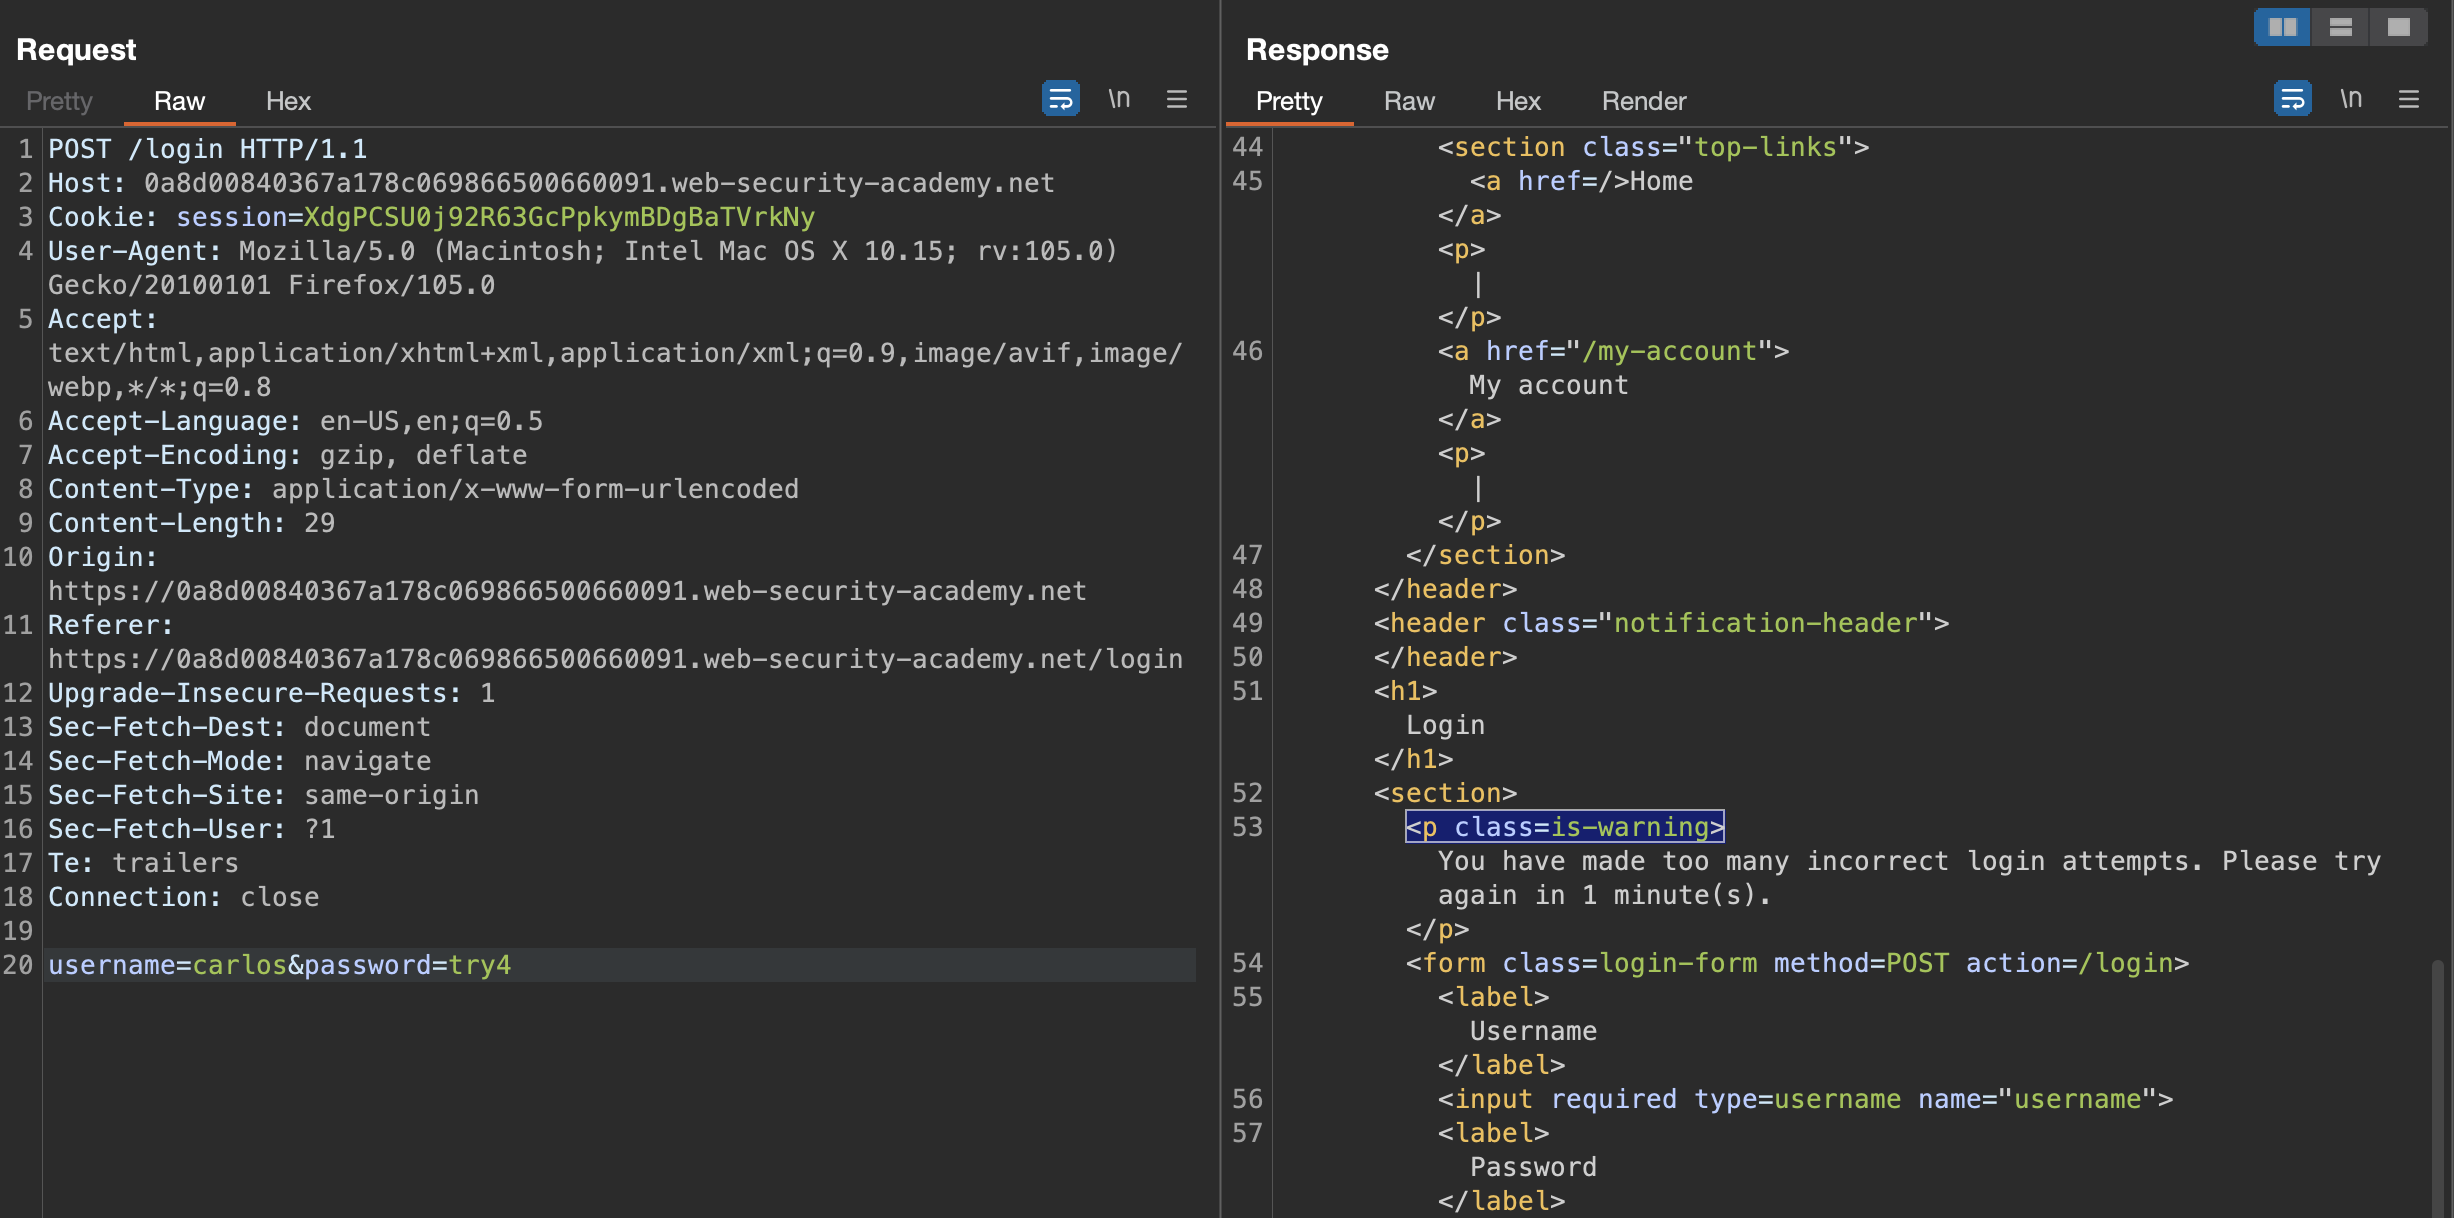 Request
Pretty Raw Hex \n
1 POST /login HTTP/1.1
2 Host: 0a8d00840367a178c069866500660091.web-security-academy.net
3 Cookie: session=XdgPCSU0j92R63GcPpkymBDgBaTVrkNy
4 User-Agent: Mozilla/5.0 (Macintosh; Intel Mac OS X 10.15; rv:105.0)
Gecko/20100101 Firefox/105.0
5 Accept:
text/html,application/xhtml+xml,application/xml;q=0.9,image/avif,image/
webp,*/*;q=0.8
6 Accept-Language: en-US,en;q=0.5
7 Accept-Encoding: gzip, deflate
8 Content-Type: application/x-www-form-urlencoded
9 Content-Length: 29
10 Origin:
https://0a8d00840367a178c069866500660091.web-security-academy.net
11 Referer:
https://0a8d00840367a178c069866500660091.web-security-academy.net/login
12 Upgrade-Insecure-Requests: 1
13 Sec-Fetch-Dest: document
14 Sec-Fetch-Mode: navigate
15 Sec-Fetch-Site: same-origin
16 Sec-Fetch-User: ?1
17 Te: trailers
18 Connection: close
19
20 username=carlos&password=try4
Response
Pretty Raw Hex Render \n
44 <section class="top-links">
45 <a href=/>Home
</a>
<p>
|
</p>
46 <a href="/my-account">
My account
</a>
<p>
|
</p>
47 </section>
48 </header>
49 <header class="notification-header">
50 </header>
51 <h1>
Login
</h1>
52 <section>
53 <p class=is-warning>
You have made too many incorrect login attempts. Please try
again in 1 minute(s).
</p>
54 <form class=login-form method=POST action=/login>
55 <label>
Username
</label>
56 <input required type=username name="username">
57 <label>
Password
</label>